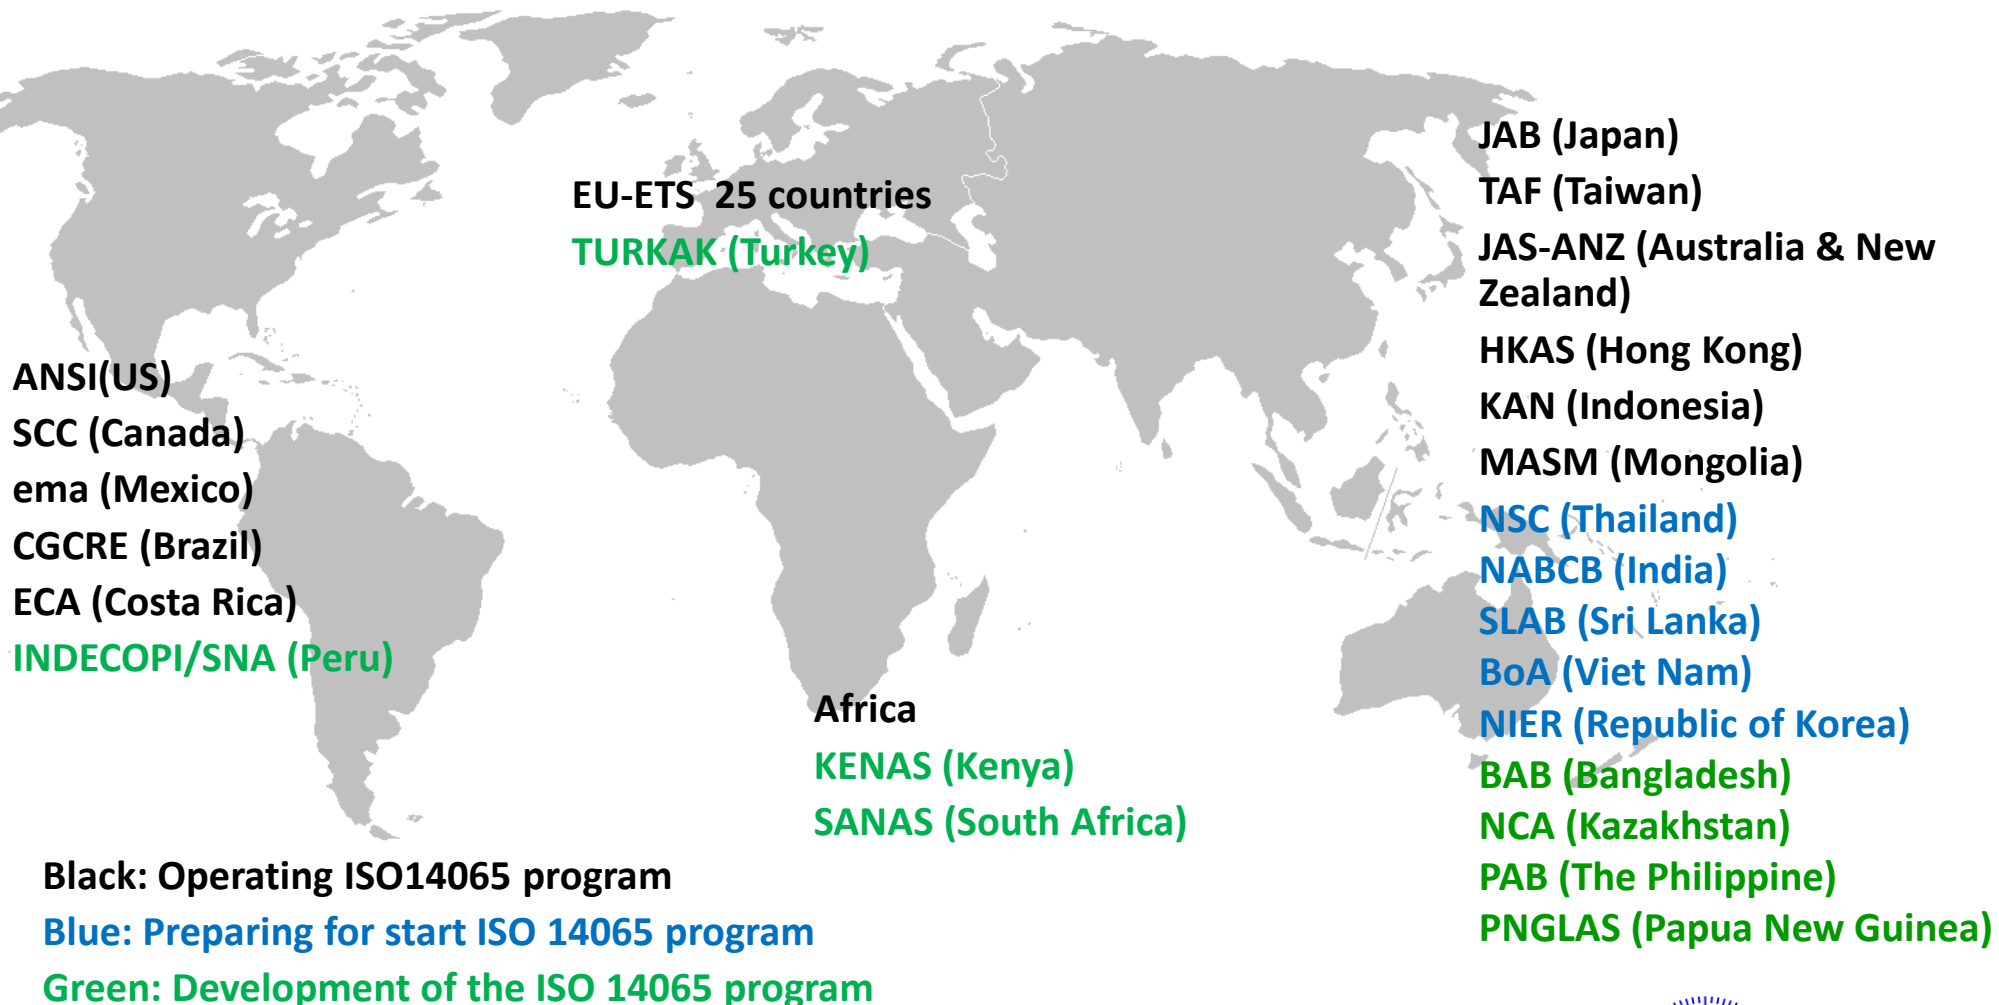 EU-ETS  25 countries
TURKAK (Turkey)
ANSI(US)
SCC (Canada)
ema (Mexico)
CGCRE (Brazil)
ECA (Costa Rica)
INDECOPI/SNA (Peru)
Africa
KENAS (Kenya)
SANAS (South Africa)
JAB (Japan)
TAF (Taiwan)
JAS-ANZ (Australia & New
Zealand)
HKAS (Hong Kong)
KAN (Indonesia)
MASM (Mongolia)
NSC (Thailand)
NABCB (India)
SLAB (Sri Lanka)
BoA (Viet Nam)
NIER (Republic of Korea)
BAB (Bangladesh)
NCA (Kazakhstan)
PAB (The Philippine)
PNGLAS (Papua New Guinea)
Black: Operating ISO14065 program
Blue: Preparing for start ISO 14065 program
Green: Development of the ISO 14065 program